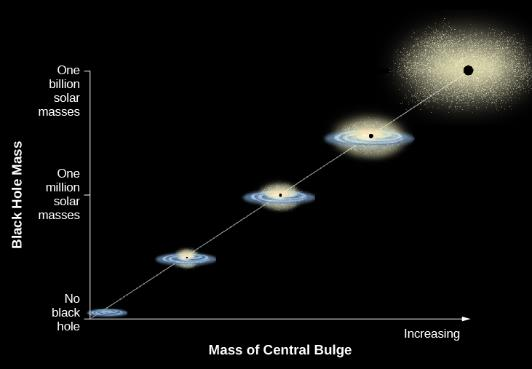 One
billion
solar
masses
One
million
solar
masses
No
black
hole
Black Hole Mass
Increasing
Mass of Central Bulge